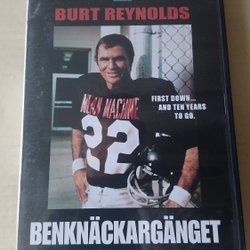 BURT REYNOLDS
MEAN MACHINE
22
FIRST DOWN...
AND TEN YEARS
TO GO.
BENKNÄCKARGÄNGET